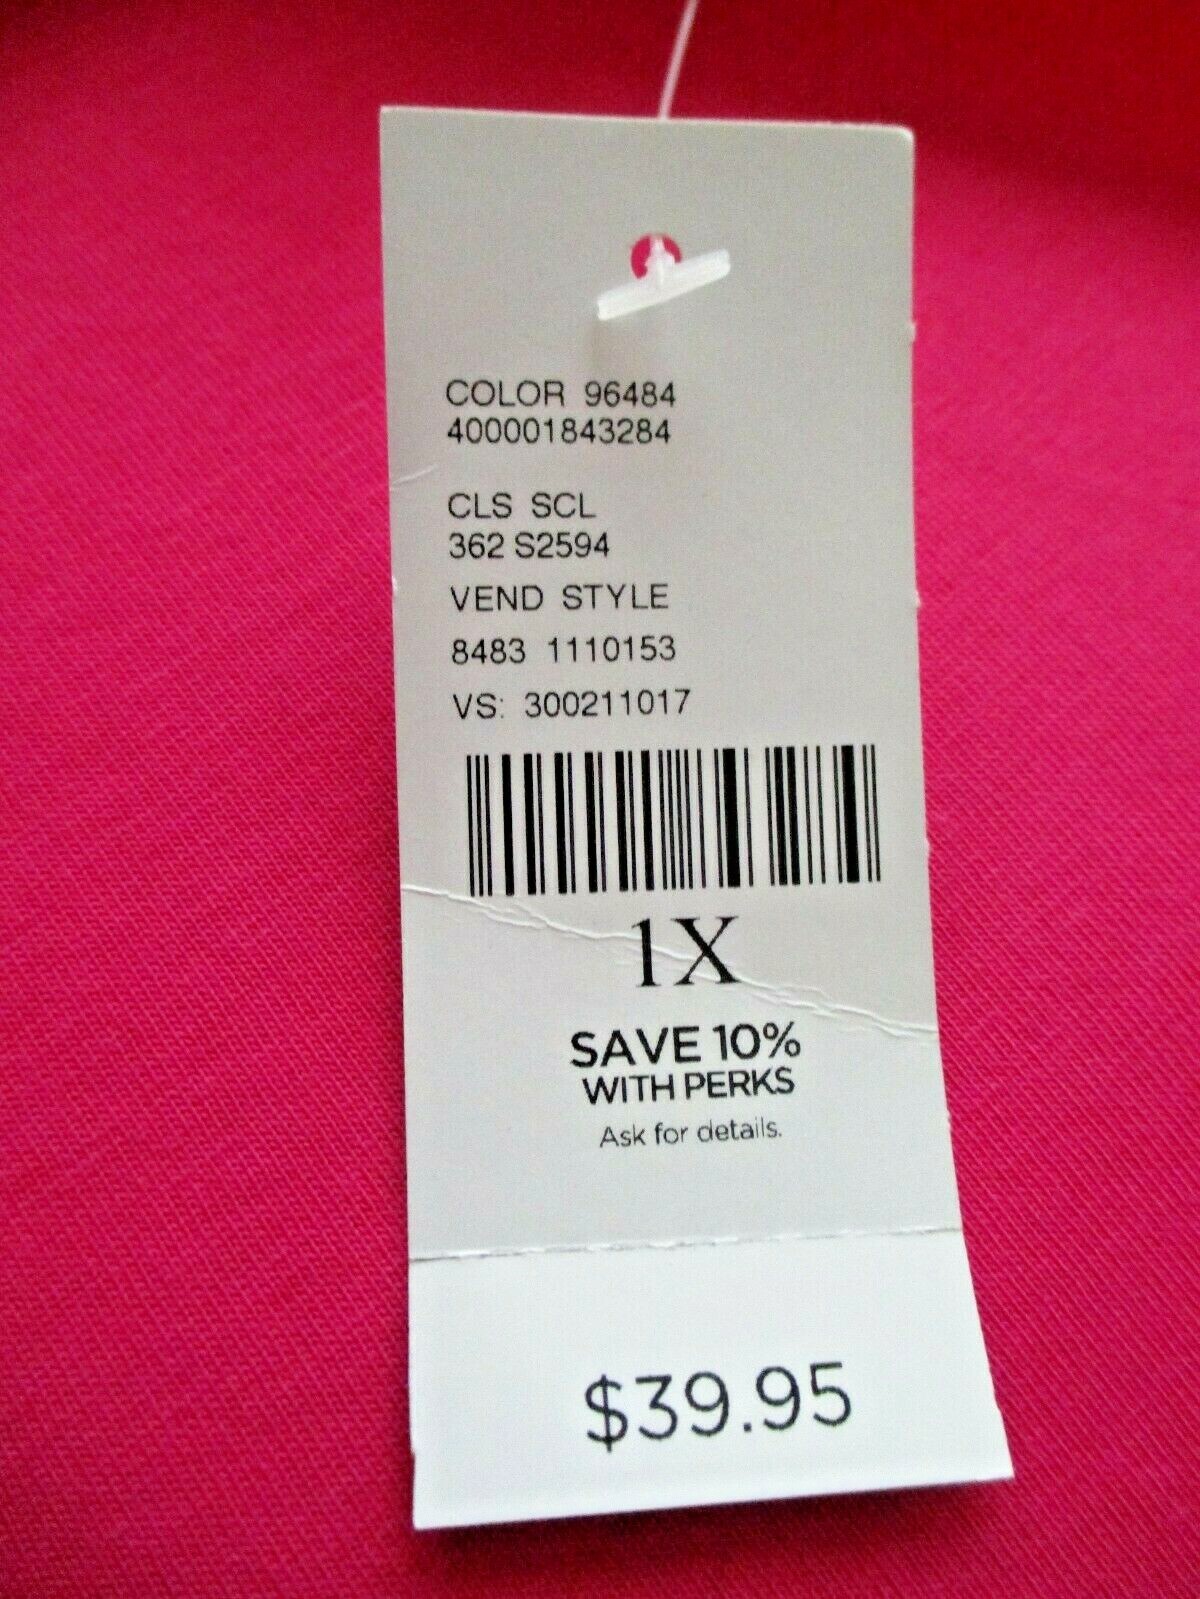 COLOR 96484
400001843284
CLS SCL
362 S2594
VEND STYLE
8483 1110153
VS: 300211017
1X
SAVE 10%
WITH PERKS
Ask for details.
$39.95